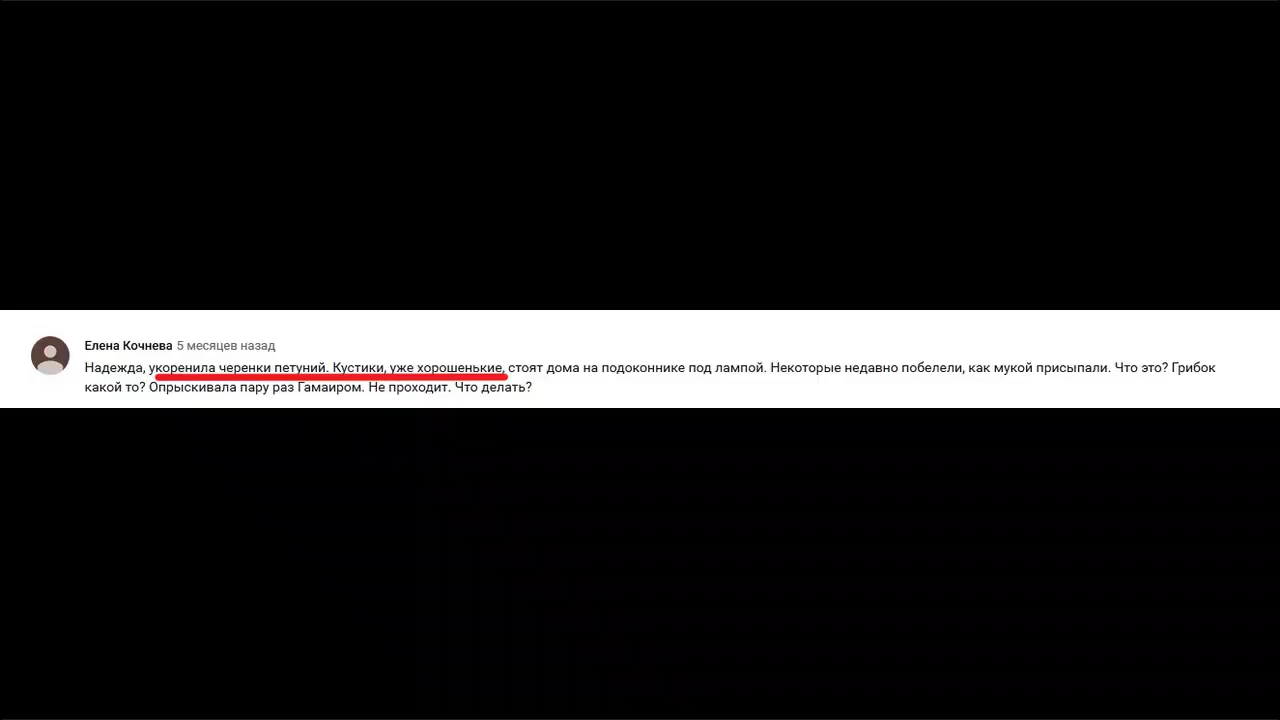 Елена Кочнева 5 месяцев назад
Надежда, укоренила черенки петуний. Кустики, уже хорошенькие, стоят дома на подоконнике под лампой. Некоторые недавно побелели, как мукой присыпали. Что это? Грибок
какой то? Опрыскивала пару раз Гамаиром. Не проходит. Что делать?